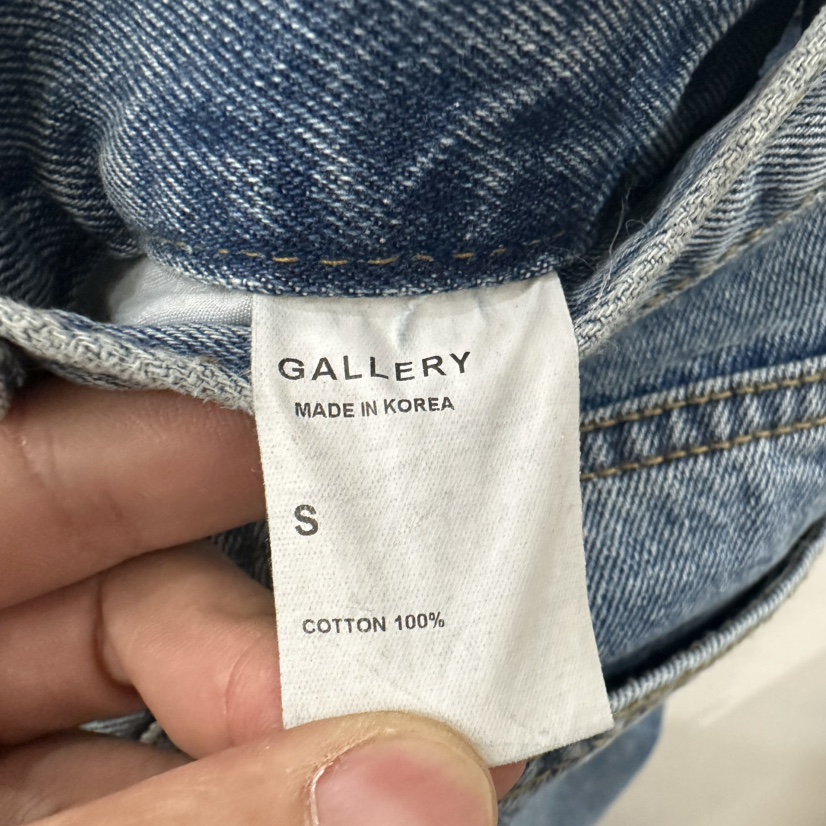 GALLERY
MADE IN KOREA
S
COTTON 100%